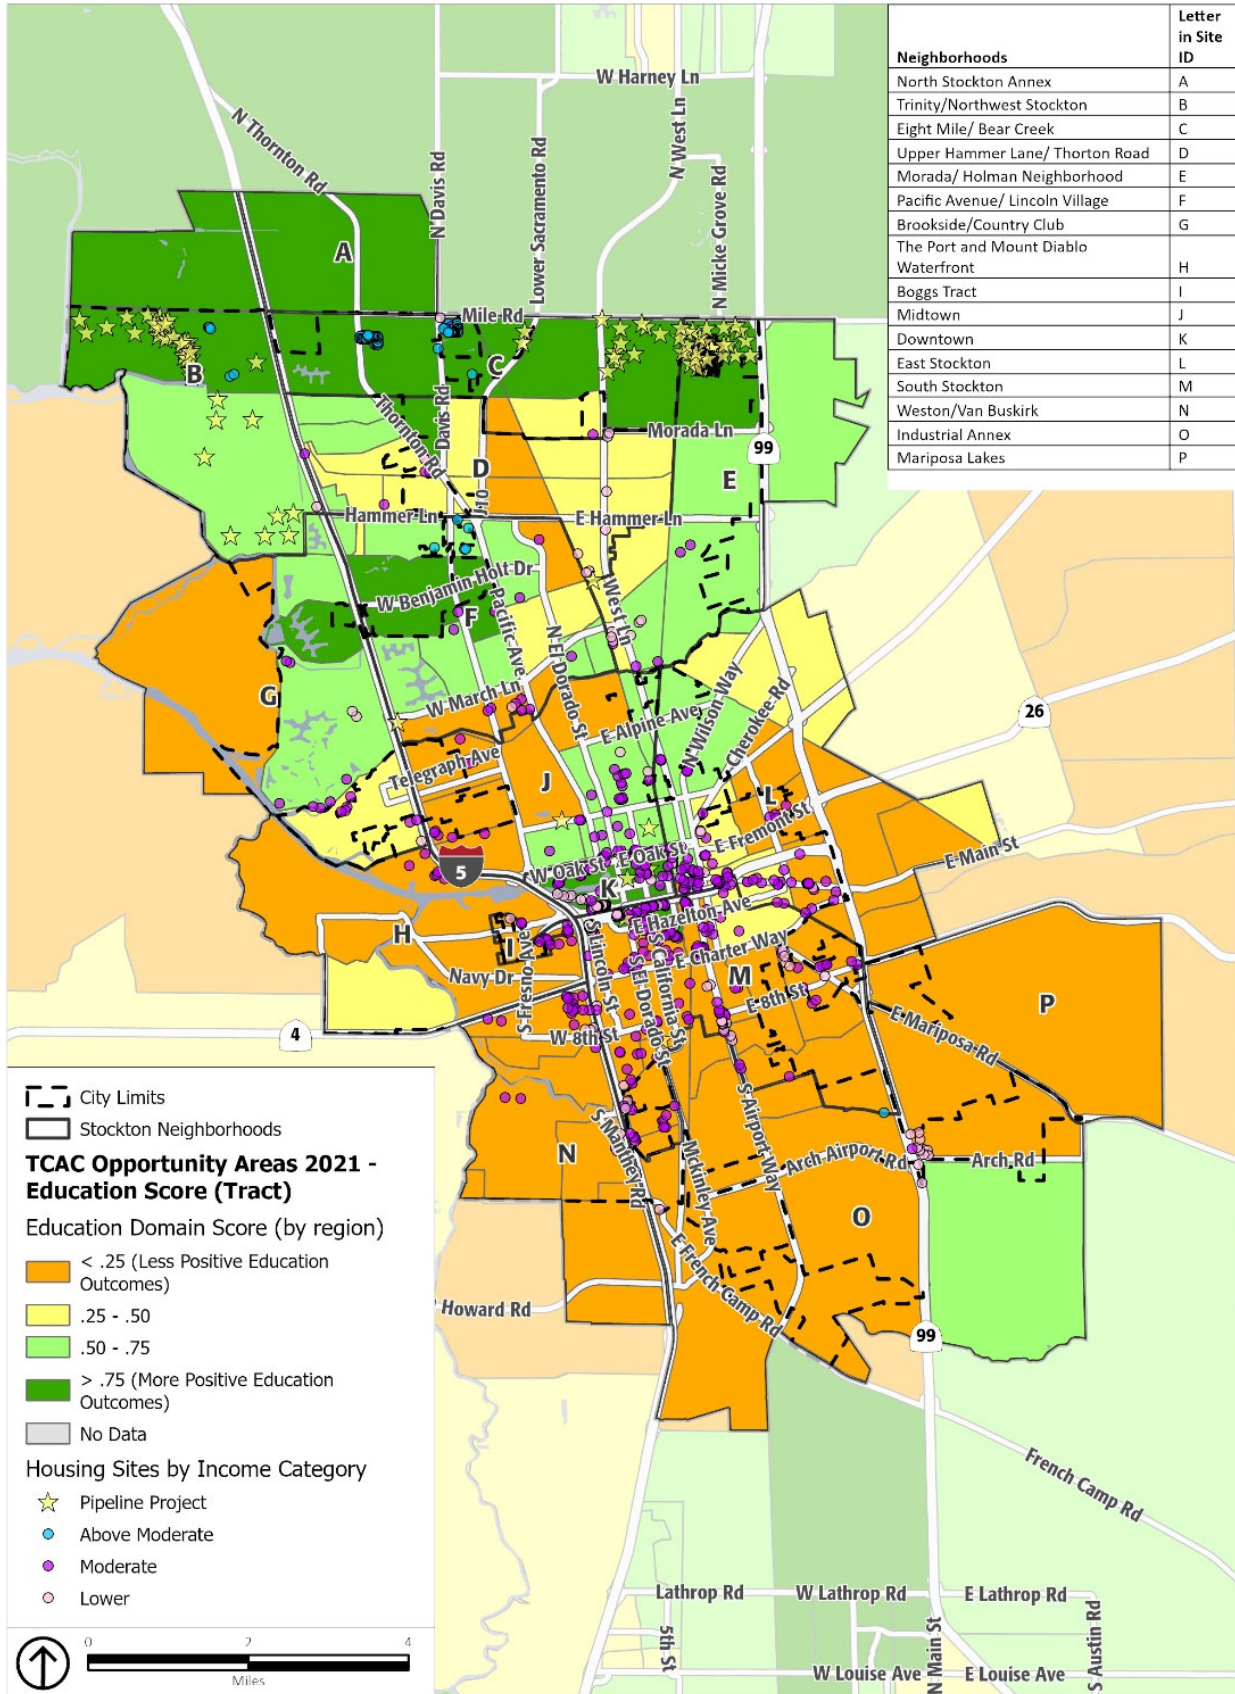 Neighborhoods Letter in Site ID
North Stockton Annex A
Trinity/Northwest Stockton B
Eight Mile/ Bear Creek C
Upper Hammer Lane/ Thorton Road D
Morada/ Holman Neighborhood E
Pacific Avenue/ Lincoln Village F
Brookside/Country Club G
The Port and Mount Diablo
Waterfront H
Boggs Tract I
Midtown J
Downtown K
East Stockton L
South Stockton M
Weston/Van Buskirk N
Industrial Annex O
Mariposa Lakes P
W Harney Ln
N Thornton Rd
N Davis Rd
Lower Sacramento Rd
N West Ln
N Micke Grove Rd
A
Mile Rd
B
C
Thornton Rd
Davis Rd
Morada Ln
99
D
E
J 10
Hammer Ln
E Hammer Ln
W Benjamin Holt Dr
F
Pacific Ave
N El Dorado St
West Ln
G
W March Ln
N Wilson Way
Cherokee Rd
26
E Alpine Ave
Telegraph Ave
J
L
E Fremont St
E Main St
5
W Oak St
E Oak St
K
E Hazelton Ave
H
I
Navy Dr
S Fresno Ave
S Lincoln St
S El Dorado St
S California St
E Charter Way
M
E 8th St
P
4
W 8th St
E Mariposa Rd
N
S Manthey Rd
Mckinley Ave
S Airport Way
Arch Airport Rd
Arch Rd
O
E French Camp Rd
Howard Rd
99
French Camp Rd
Lathrop Rd
W Lathrop Rd
E Lathrop Rd
5th St
N Main St
S Austin Rd
W Louise Ave
E Louise Ave
City Limits
Stockton Neighborhoods
TCAC Opportunity Areas 2021 -
Education Score (Tract)
Education Domain Score (by region)
< .25 (Less Positive Education
Outcomes)
.25 - .50
.50 - .75
> .75 (More Positive Education
Outcomes)
No Data
Housing Sites by Income Category
Pipeline Project
Above Moderate
Moderate
Lower
0 2 4
Miles